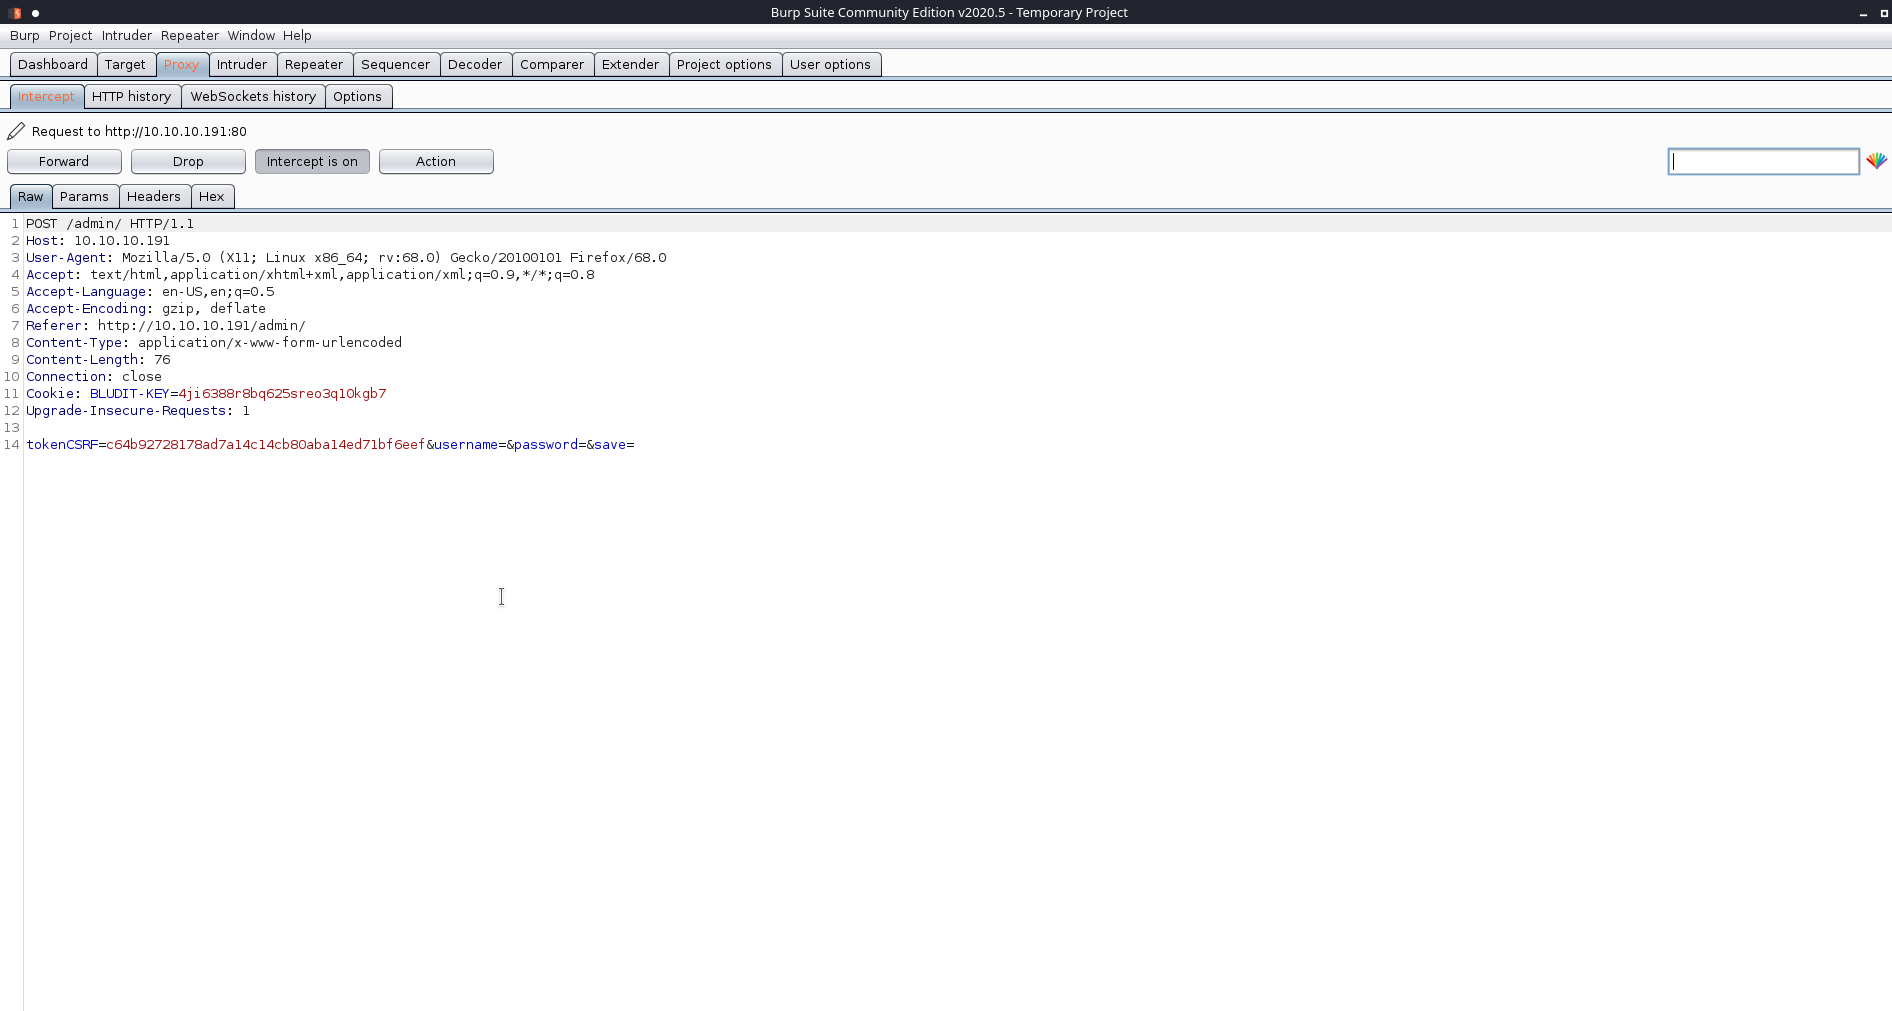 Burp Suite Community Edition v2020.5 - Temporary Project
Burp Project Intruder Repeater Window Help
Dashboard Target Proxy Intruder Repeater Sequencer Decoder Comparer Extender Project options User options
Intercept HTTP history WebSockets history Options
Request to http://10.10.10.191:80
Forward Drop Intercept is on Action
Raw Params Headers Hex
1 POST /admin/ HTTP/1.1
2 Host: 10.10.10.191
3 User-Agent: Mozilla/5.0 (X11; Linux x86_64; rv:68.0) Gecko/20100101 Firefox/68.0
4 Accept: text/html,application/xhtml+xml,application/xml;q=0.9,*/*;q=0.8
5 Accept-Language: en-US,en;q=0.5
6 Accept-Encoding: gzip, deflate
7 Referer: http://10.10.10.191/admin/
8 Content-Type: application/x-www-form-urlencoded
9 Content-Length: 76
10 Connection: close
11 Cookie: BLUDIT-KEY=4ji6388r8bq625sreo3q10kgb7
12 Upgrade-Insecure-Requests: 1
13
14 tokenCSRF=c64b92728178ad7a14c14cb80aba14ed71bf6eef&username=&password=&save=